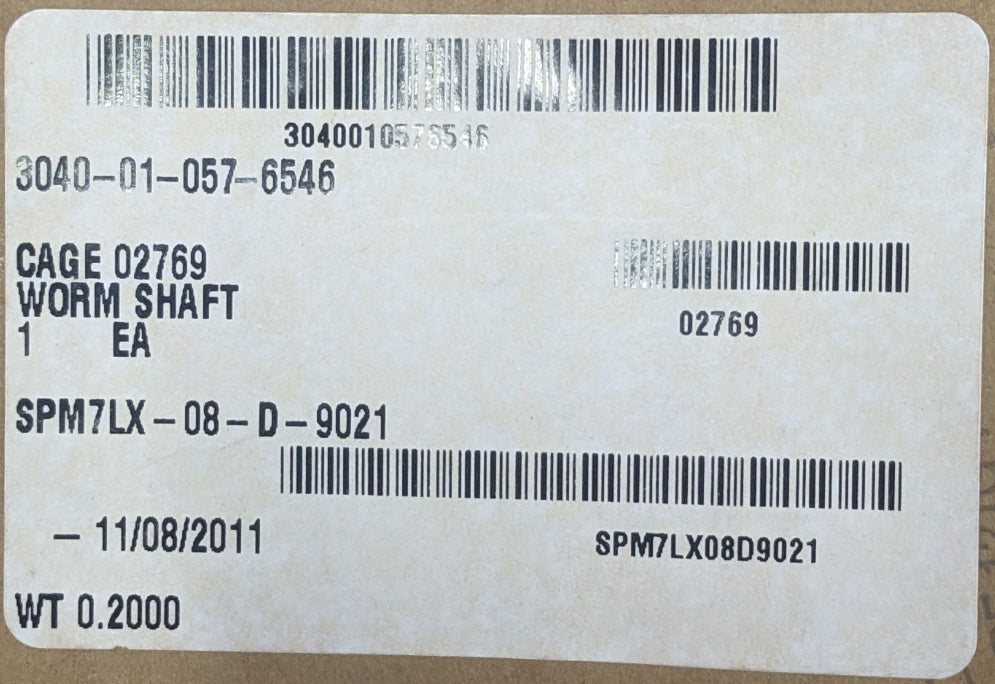 3040010576546
3040-01-057-6546
CAGE 02769
WORM SHAFT
02769
1 EA
SPM7LX-08-D-9021
- 11/08/2011
SPM7LX08D9021
WT 0.2000